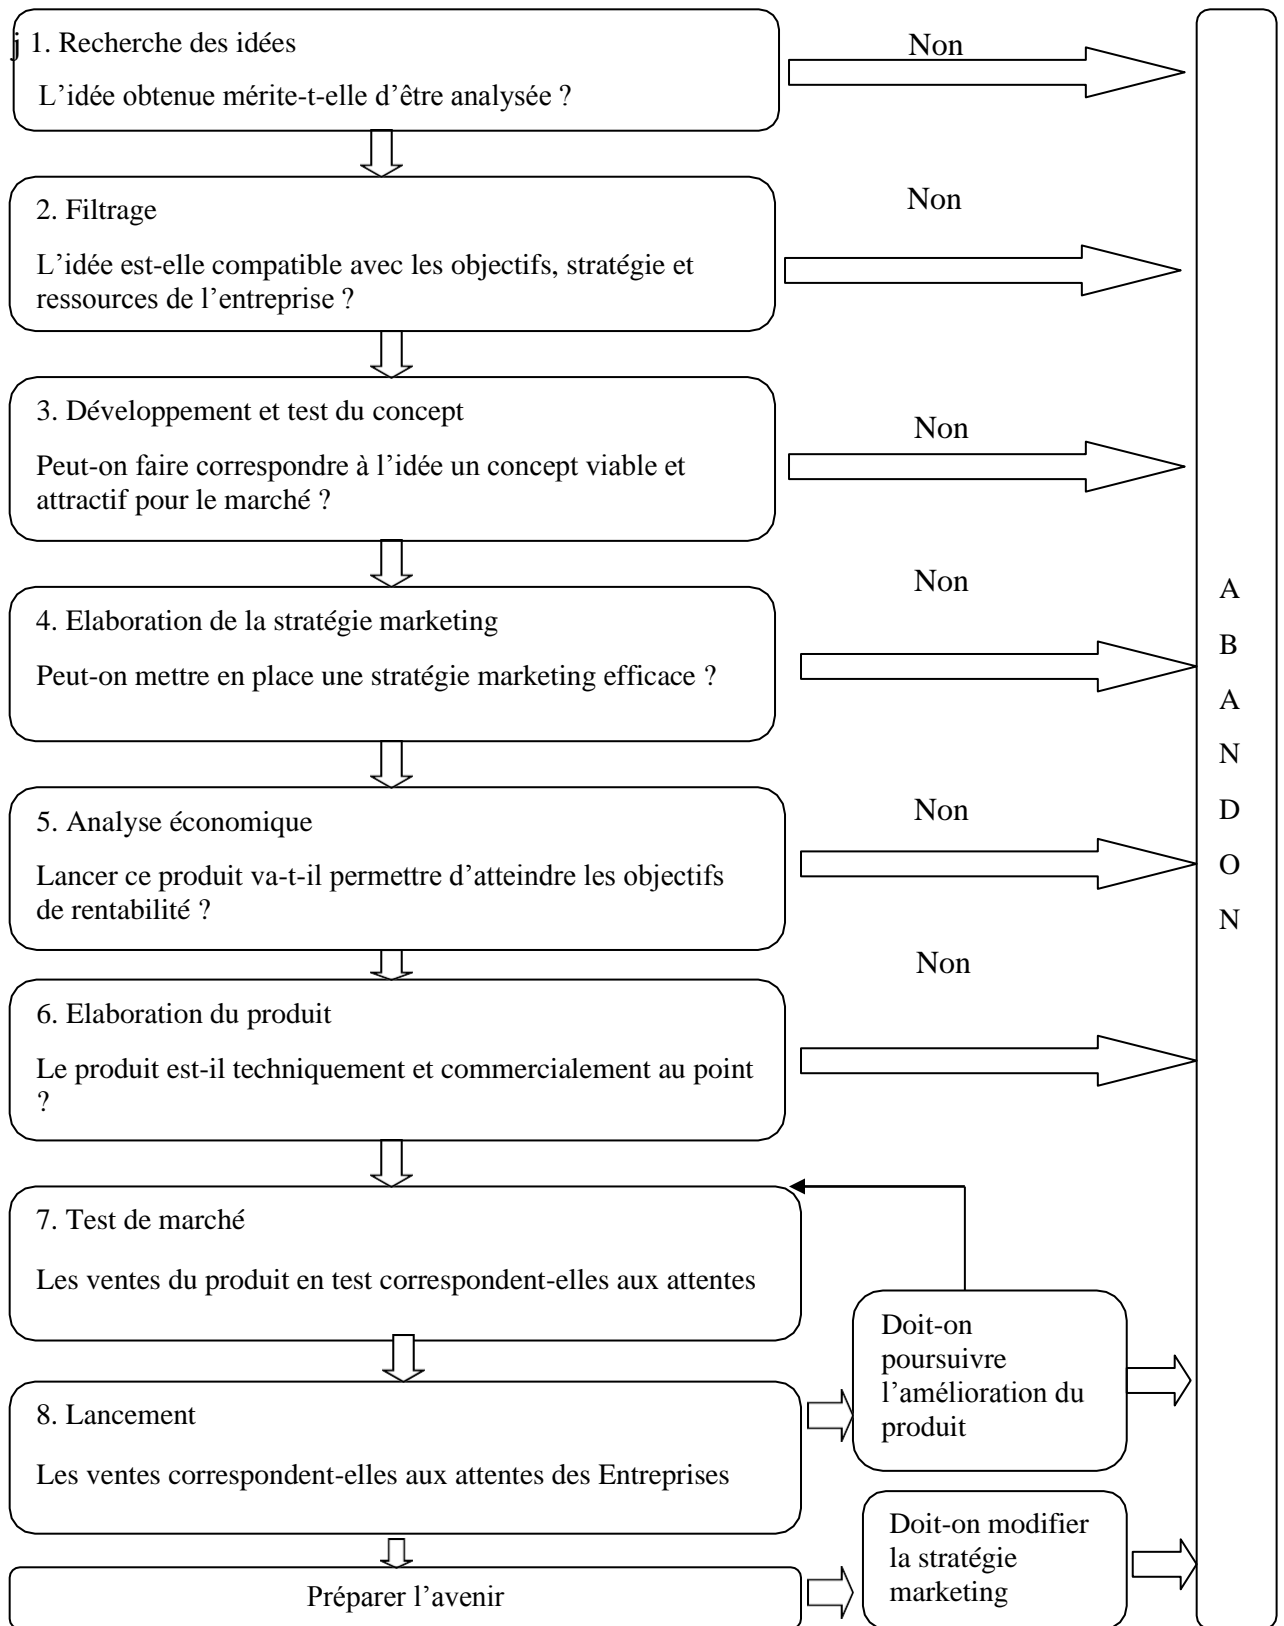 j 1. Recherche des idées
Non
L’idée obtenue mérite-t-elle d’être analysée ?
2. Filtrage
Non
L’idée est-elle compatible avec les objectifs, stratégie et
ressources de l’entreprise ?
3. Développement et test du concept
Non
Peut-on faire correspondre à l’idée un concept viable et
attractif pour le marché ?
4. Elaboration de la stratégie marketing
Non
Peut-on mettre en place une stratégie marketing efficace ?
5. Analyse économique
Non
Lancer ce produit va-t-il permettre d’atteindre les objectifs
de rentabilité ?
6. Elaboration du produit
Non
Le produit est-il techniquement et commercialement au point
?
7. Test de marché
Les ventes du produit en test correspondent-elles aux attentes
8. Lancement
Les ventes correspondent-elles aux attentes des Entreprises
Préparer l’avenir
Doit-on
poursuivre
l’amélioration du
produit
Doit-on modifier
la stratégie
marketing
A
B
A
N
D
O
N